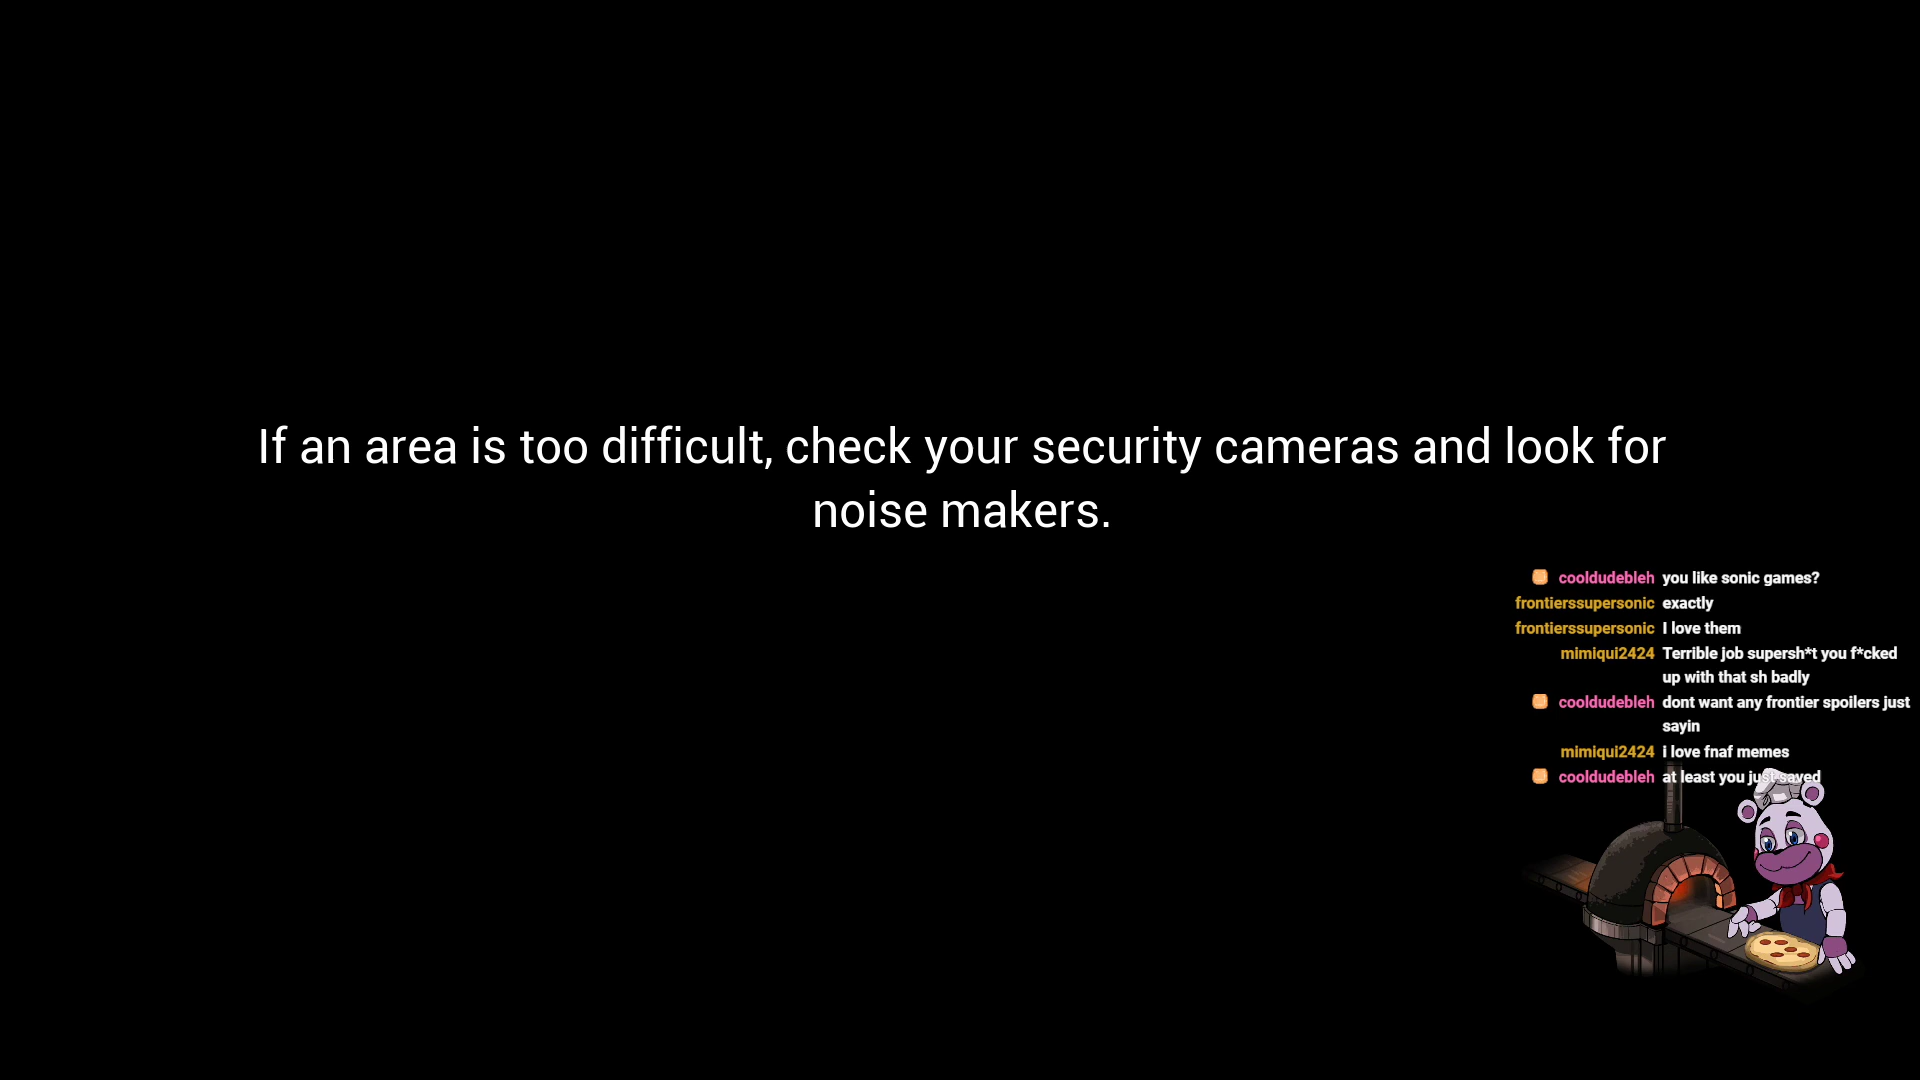 If an area is too difficult, check your security cameras and look for
noise makers.
cooldudebleh you like sonic games?
frontierssupersonic exactly
frontierssupersonic I love them
mimiqui2424 Terrible job supersh*t you f*cked
up with that sh badly
cooldudebleh dont want any frontier spoilers just
sayin
mimiqui2424 i love fnaf memes
cooldudebleh at least you just saved